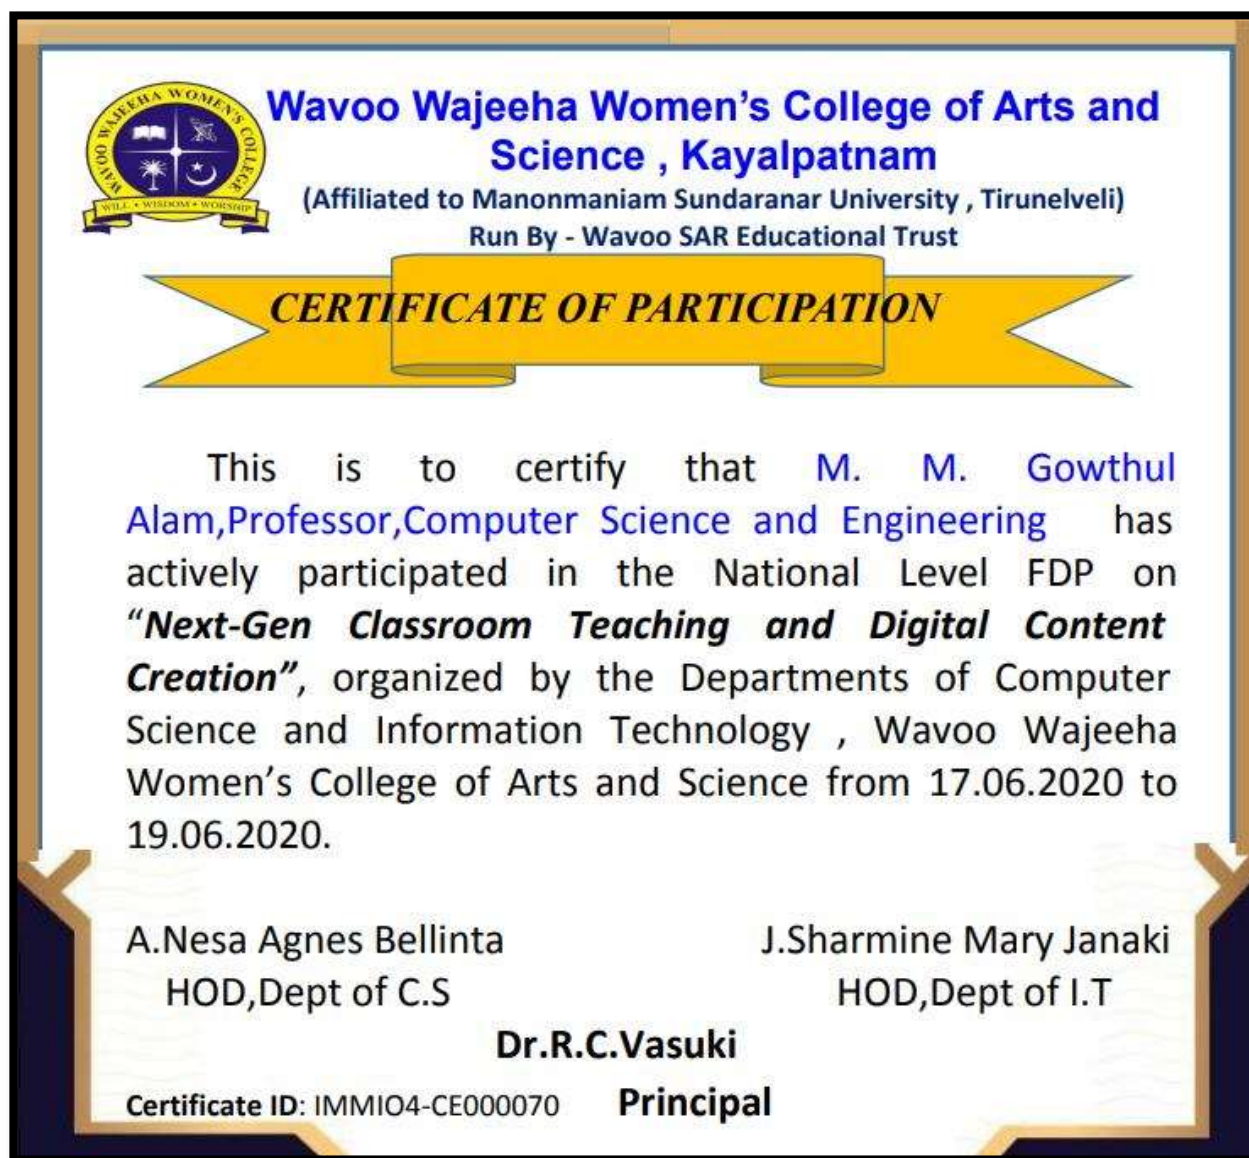 WAVOO WAJEEHA WOMEN'S COLLEGE
WILL • WISDOM • WORSHIP
Wavoo Wajeeha Women's College of Arts and
Science , Kayalpatnam
(Affiliated to Manonmaniam Sundaranar University , Tirunelveli)
Run By - Wavoo SAR Educational Trust
CERTIFICATE OF PARTICIPATION
This is to certify that M. M. Gowthul
Alam,Professor,Computer Science and Engineering has
actively participated in the National Level FDP on
“Next-Gen Classroom Teaching and Digital Content
Creation”, organized by the Departments of Computer
Science and Information Technology , Wavoo Wajeeha
Women’s College of Arts and Science from 17.06.2020 to
19.06.2020.
A.Nesa Agnes Bellinta J.Sharmine Mary Janaki
HOD,Dept of C.S HOD,Dept of I.T
Dr.R.C.Vasuki
Certificate ID: IMMIO4-CE000070 Principal